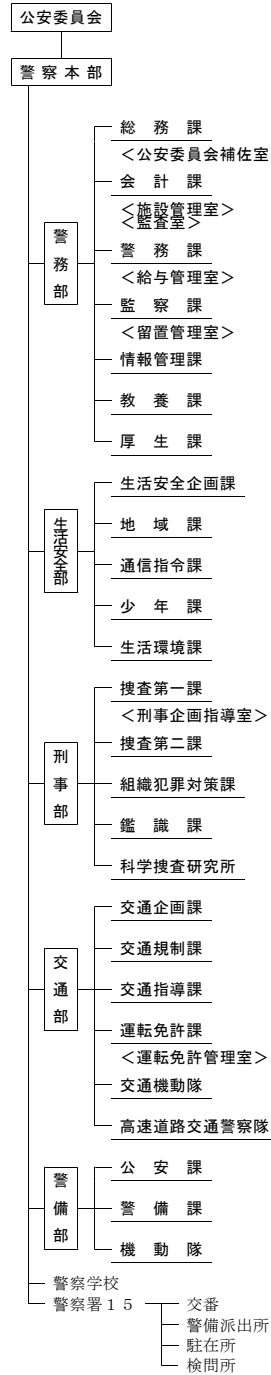 公安委員会
警察本部
警務部
総務課
＜公安委員会補佐室
会計課
＜施設管理室＞
＜監査室＞
警務課
＜給与管理室＞
監察課
＜留置管理室＞
情報管理課
教養課
厚生課
生活安全部
生活安全企画課
地域課
通信指令課
少年課
生活環境課
刑事部
捜査第一課
＜刑事企画指導室＞
捜査第二課
組織犯罪対策課
鑑識課
科学捜査研究所
交通部
交通企画課
交通規制課
交通指導課
運転免許課
＜運転免許管理室＞
交通機動隊
高速道路交通警察隊
警備部
公安課
警備課
機動隊
警察学校
警察署１５
交番
警備派出所
駐在所
検問所